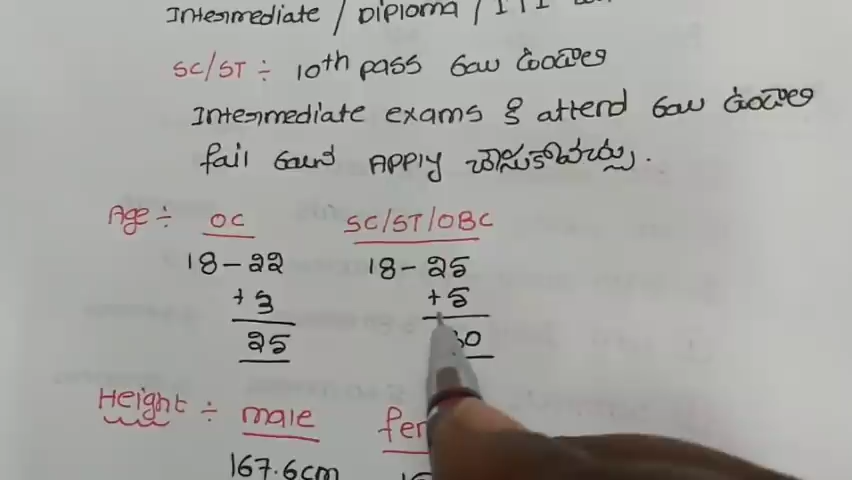 Intermediate / Diploma / ITI
SC/ST ÷ 10th pass అయి ఉండాలి
Intermediate exams కి attend అయి ఉండాలి
fail అయిన APPlY చేసుకోవచ్చు.
Age ÷ OC SC/ST/OBC
18 - 22 18 - 25
+ 3 + 5
25 30
Height ÷ male
167.6cm